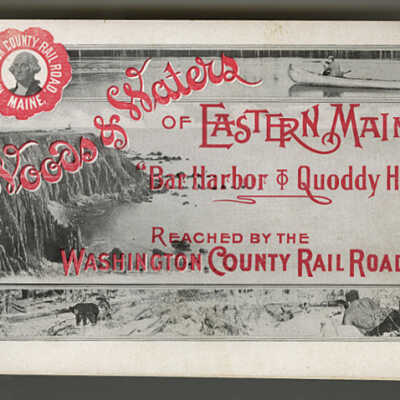 COUNTY RAIL ROAD
MAINE.
Woods & Waters
OF EASTERN MAIN
"Bar Harbor TO Quoddy H
REACHED BY THE
WASHINGTON COUNTY RAIL ROAD